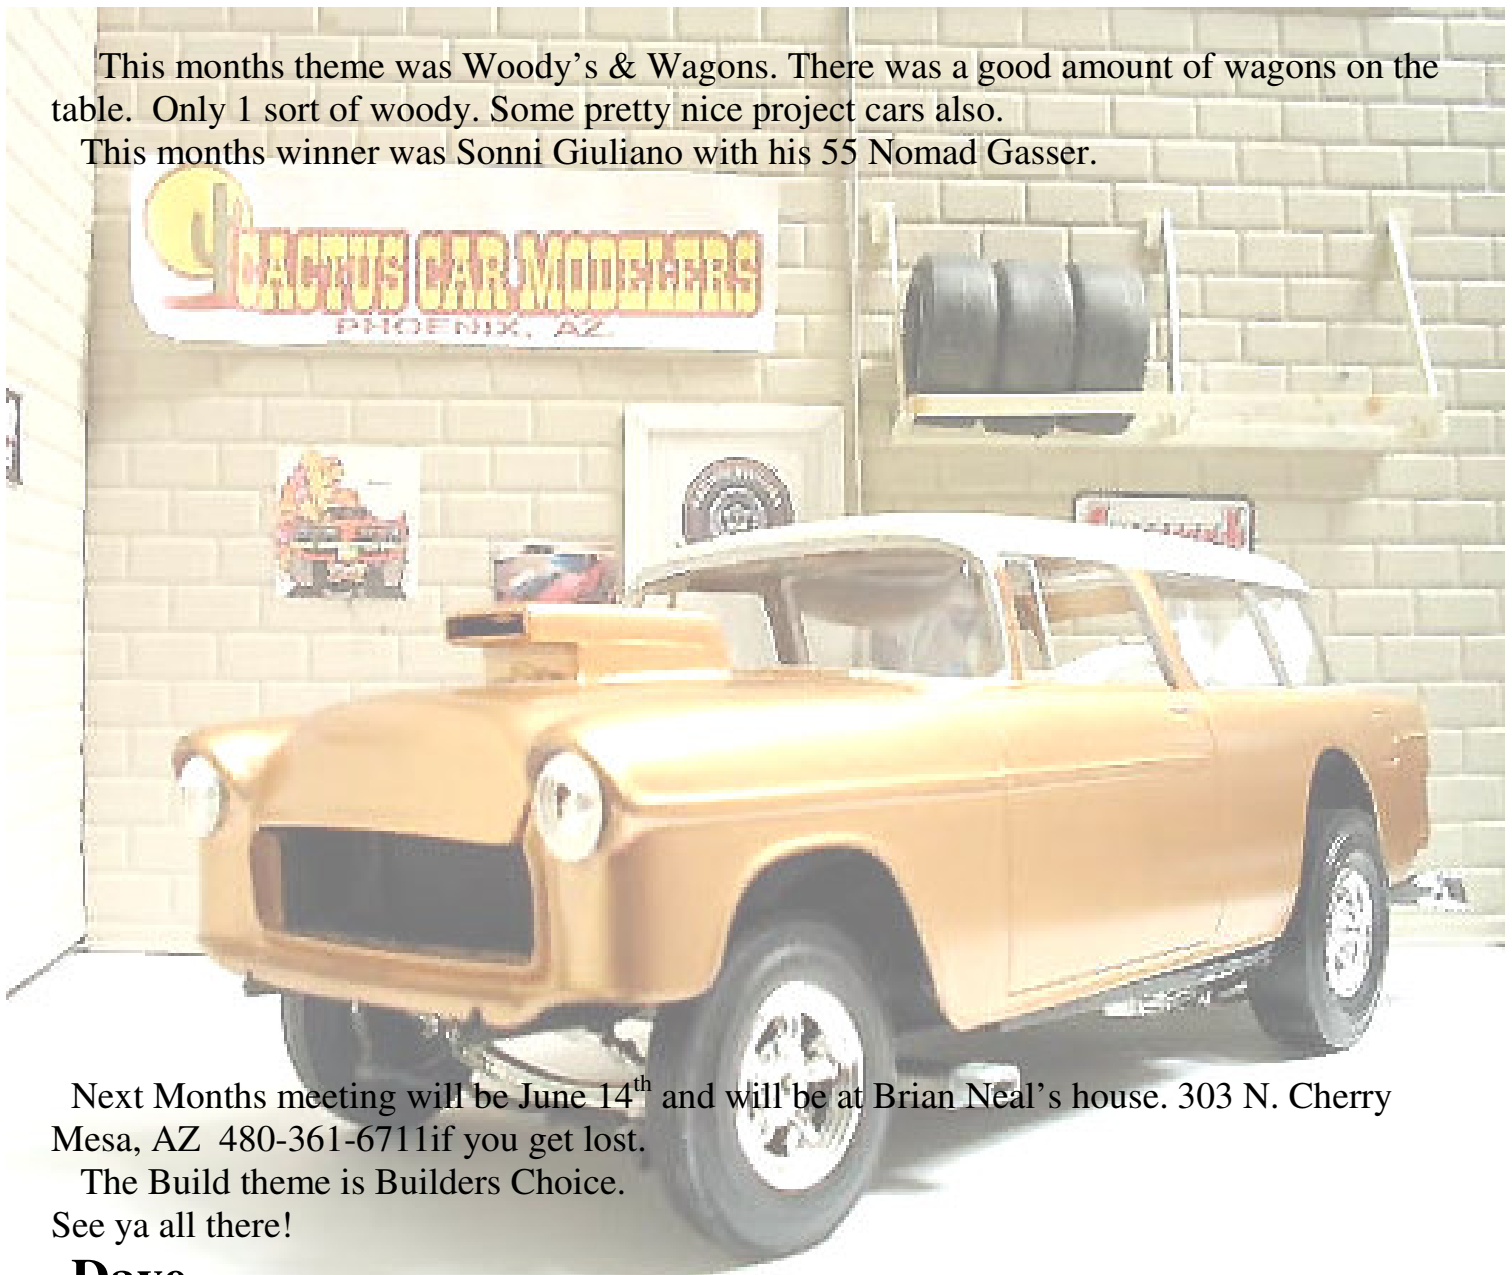 This months theme was Woody's & Wagons. There was a good amount of wagons on the
table.  Only 1 sort of woody. Some pretty nice project cars also.
This months winner was Sonni Giuliano with his 55 Nomad Gasser.
CACTUS CAR MODELERS
PHOENIX, AZ
Next Months meeting will be June 14th and will be at Brian Neal's house. 303 N. Cherry
Mesa, AZ  480-361-6711if you get lost.
The Build theme is Builders Choice.
See ya all there!
Dave